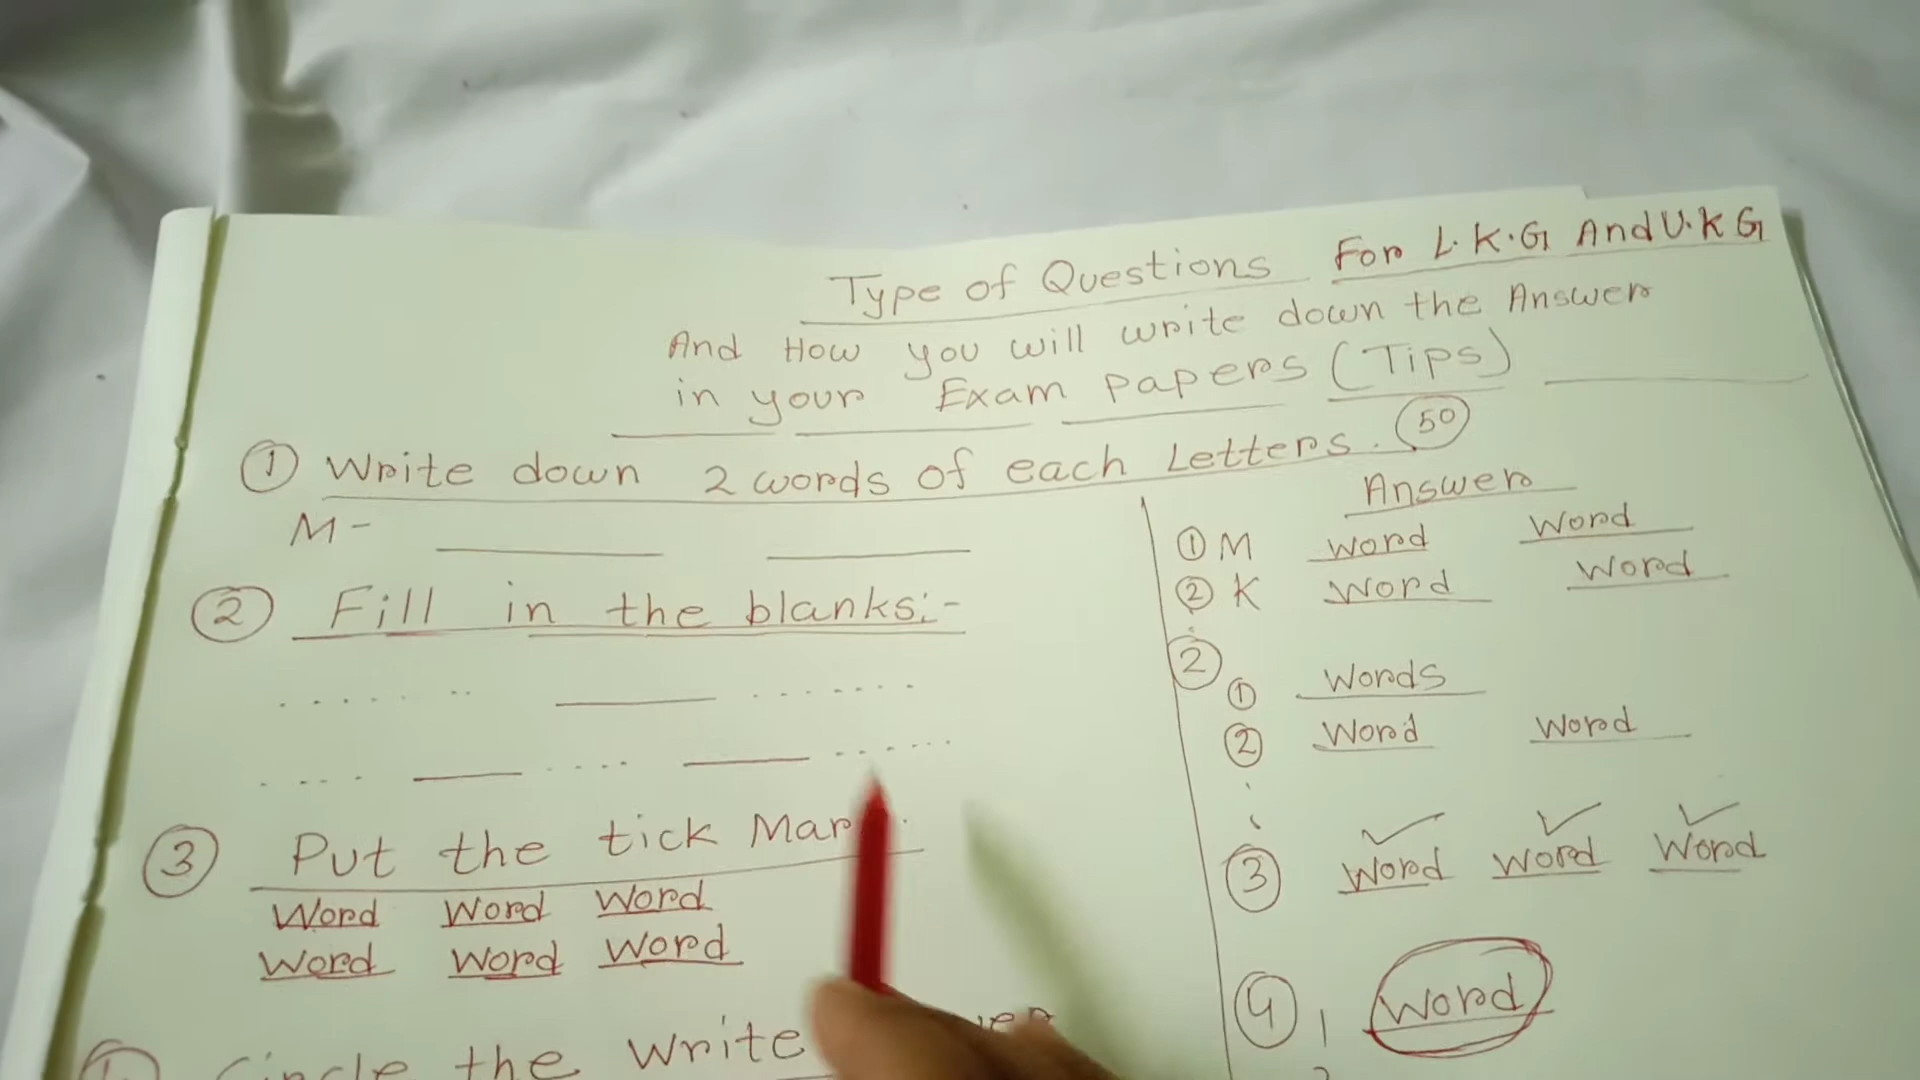 Type of Questions For L.K.G And U.K G
And How you will write down the Answer
in your Exam papers (Tips)
① Write down 2 words of each Letters. 50
M-
② Fill in the blanks:-
③ Put the tick Mar
Word Word Word
Word Word Word
Circle the write
Answer
① M Word Word
② K Word Word
②
① Words
② Word Word
③ Word Word Word
④ 1 Word